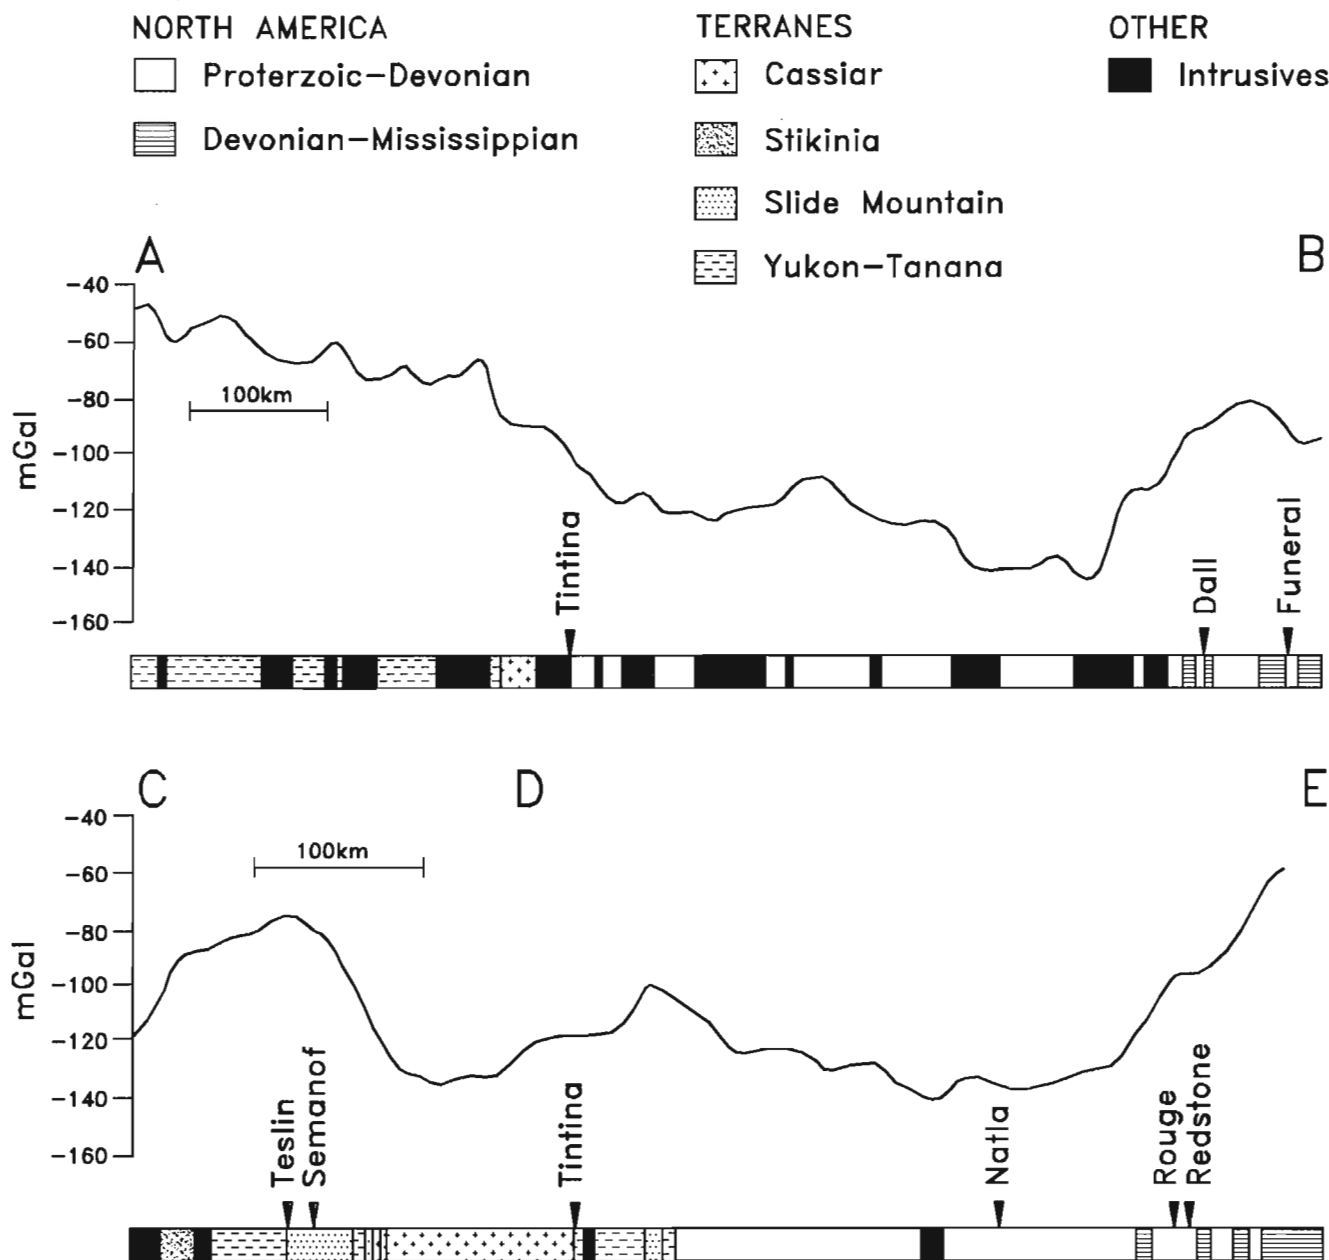 NORTH AMERICA
Proterzoic-Devonian
Devonian-Mississippian
TERRANES
Cassiar
Stikinia
Slide Mountain
Yukon-Tanana
OTHER
Intrusives
A
B
mGal
-40
-60
-80
-100
-120
-140
-160
100km
Tintina
Dall
Funeral
C
D
E
mGal
-40
-60
-80
-100
-120
-140
-160
100km
Teslin
Semanof
Tintina
Natla
Rouge
Redstone